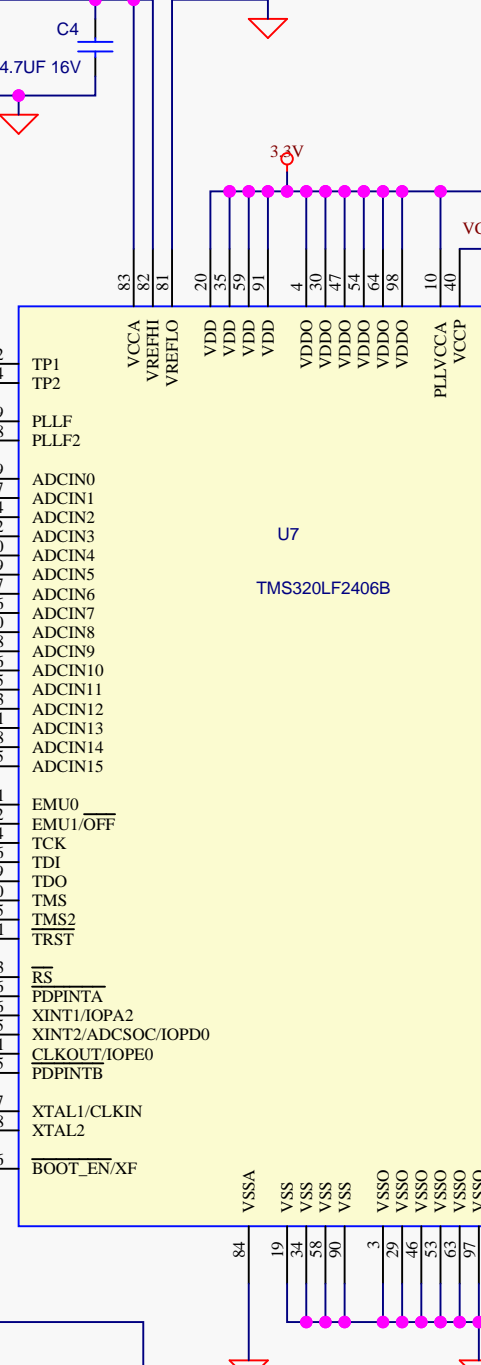 C4
4.7UF 16V
3.3V
83
82
81
20
35
59
91
4
30
47
54
64
98
10
40
VCCA
VREFHI
VREFLO
VDD
VDD
VDD
VDD
VDDO
VDDO
VDDO
VDDO
VDDO
VDDO
PLLVCCA
VCCP
TP1
TP2
PLLF
PLLF2
ADCIN0
ADCIN1
ADCIN2
ADCIN3
U7
ADCIN4
ADCIN5
TMS320LF2406B
ADCIN6
ADCIN7
ADCIN8
ADCIN9
ADCIN10
ADCIN11
ADCIN12
ADCIN13
ADCIN14
ADCIN15
EMU0
EMU1/OFF
TCK
TDI
TDO
TMS
TMS2
TRST
RS
PDPINTA
XINT1/IOPA2
XINT2/ADCSOC/IOPD0
CLKOUT/IOPE0
PDPINTB
XTAL1/CLKIN
XTAL2
BOOT_EN/XF
VSSA
VSS
VSS
VSS
VSS
VSSO
VSSO
VSSO
VSSO
VSSO
VSSO
84
19
34
58
90
3
29
46
53
63
97